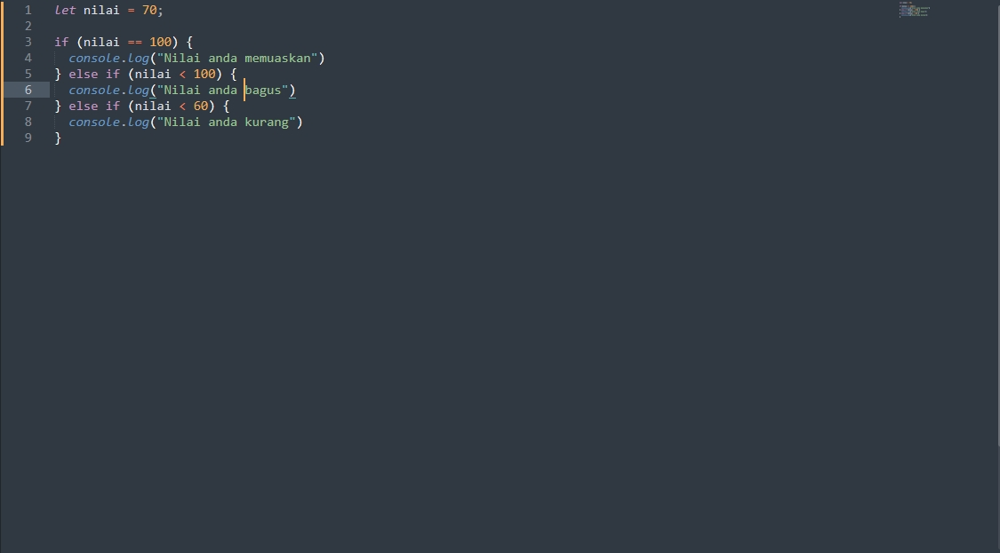 1 let nilai = 70;
2
3 if (nilai == 100) {
4   console.log("Nilai anda memuaskan")
5 } else if (nilai < 100) {
6   console.log("Nilai anda bagus")
7 } else if (nilai < 60) {
8   console.log("Nilai anda kurang")
9 }